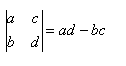 |a c|
|b d| = ad − bc